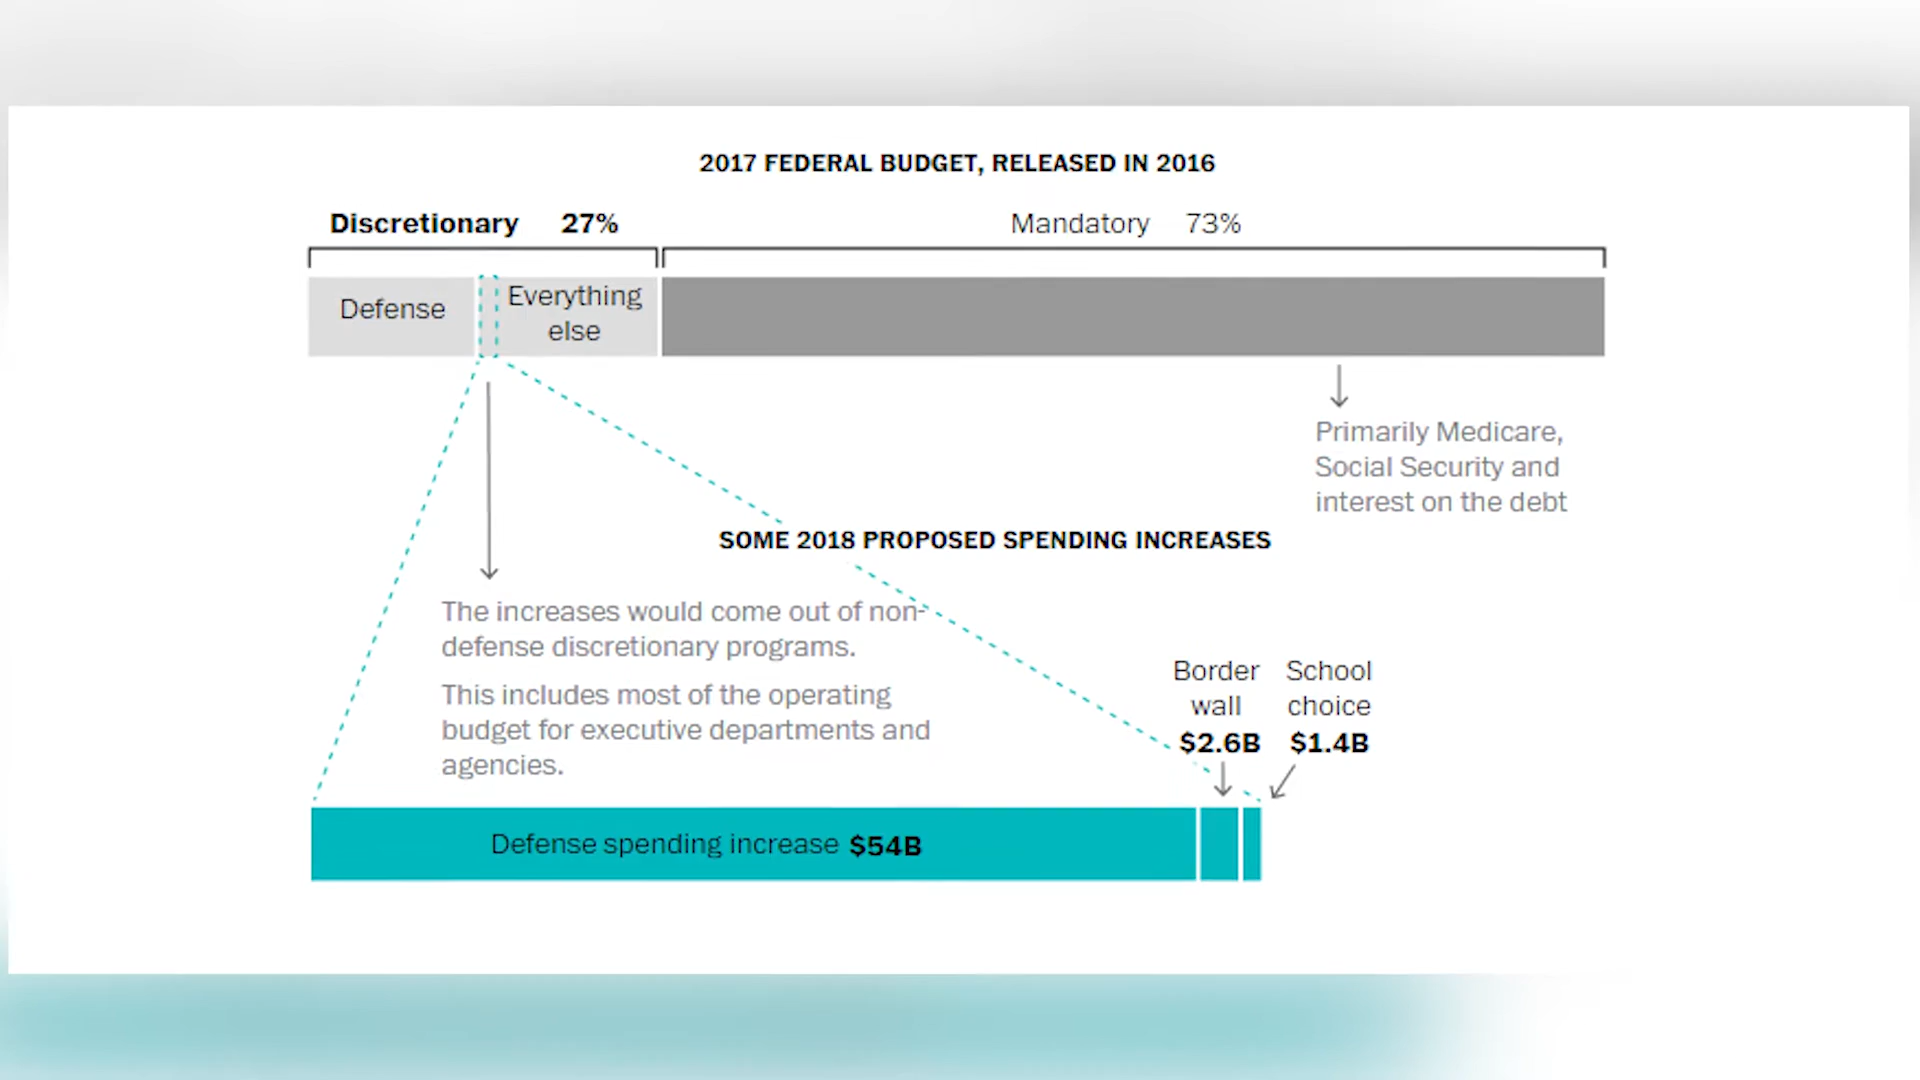 2017 FEDERAL BUDGET, RELEASED IN 2016
Discretionary 27%
Mandatory 73%
Defense
Everything
else
Primarily Medicare,
Social Security and
interest on the debt
SOME 2018 PROPOSED SPENDING INCREASES
The increases would come out of non-
defense discretionary programs.
This includes most of the operating
budget for executive departments and
agencies.
Border
wall
$2.6B
School
choice
$1.4B
Defense spending increase $54B